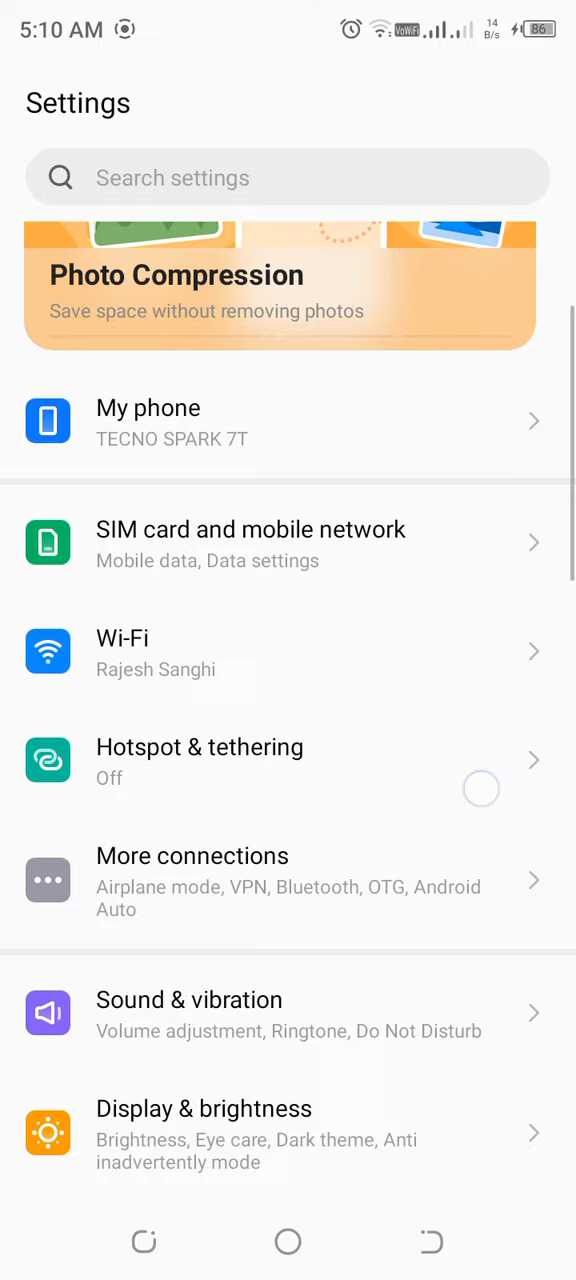 5:10 AM
VoWiFi
14
B/s
86
Settings
Search settings
Photo Compression
Save space without removing photos
My phone
TECNO SPARK 7T
SIM card and mobile network
Mobile data, Data settings
Wi-Fi
Rajesh Sanghi
Hotspot & tethering
Off
More connections
Airplane mode, VPN, Bluetooth, OTG, Android
Auto
Sound & vibration
Volume adjustment, Ringtone, Do Not Disturb
Display & brightness
Brightness, Eye care, Dark theme, Anti
inadvertently mode